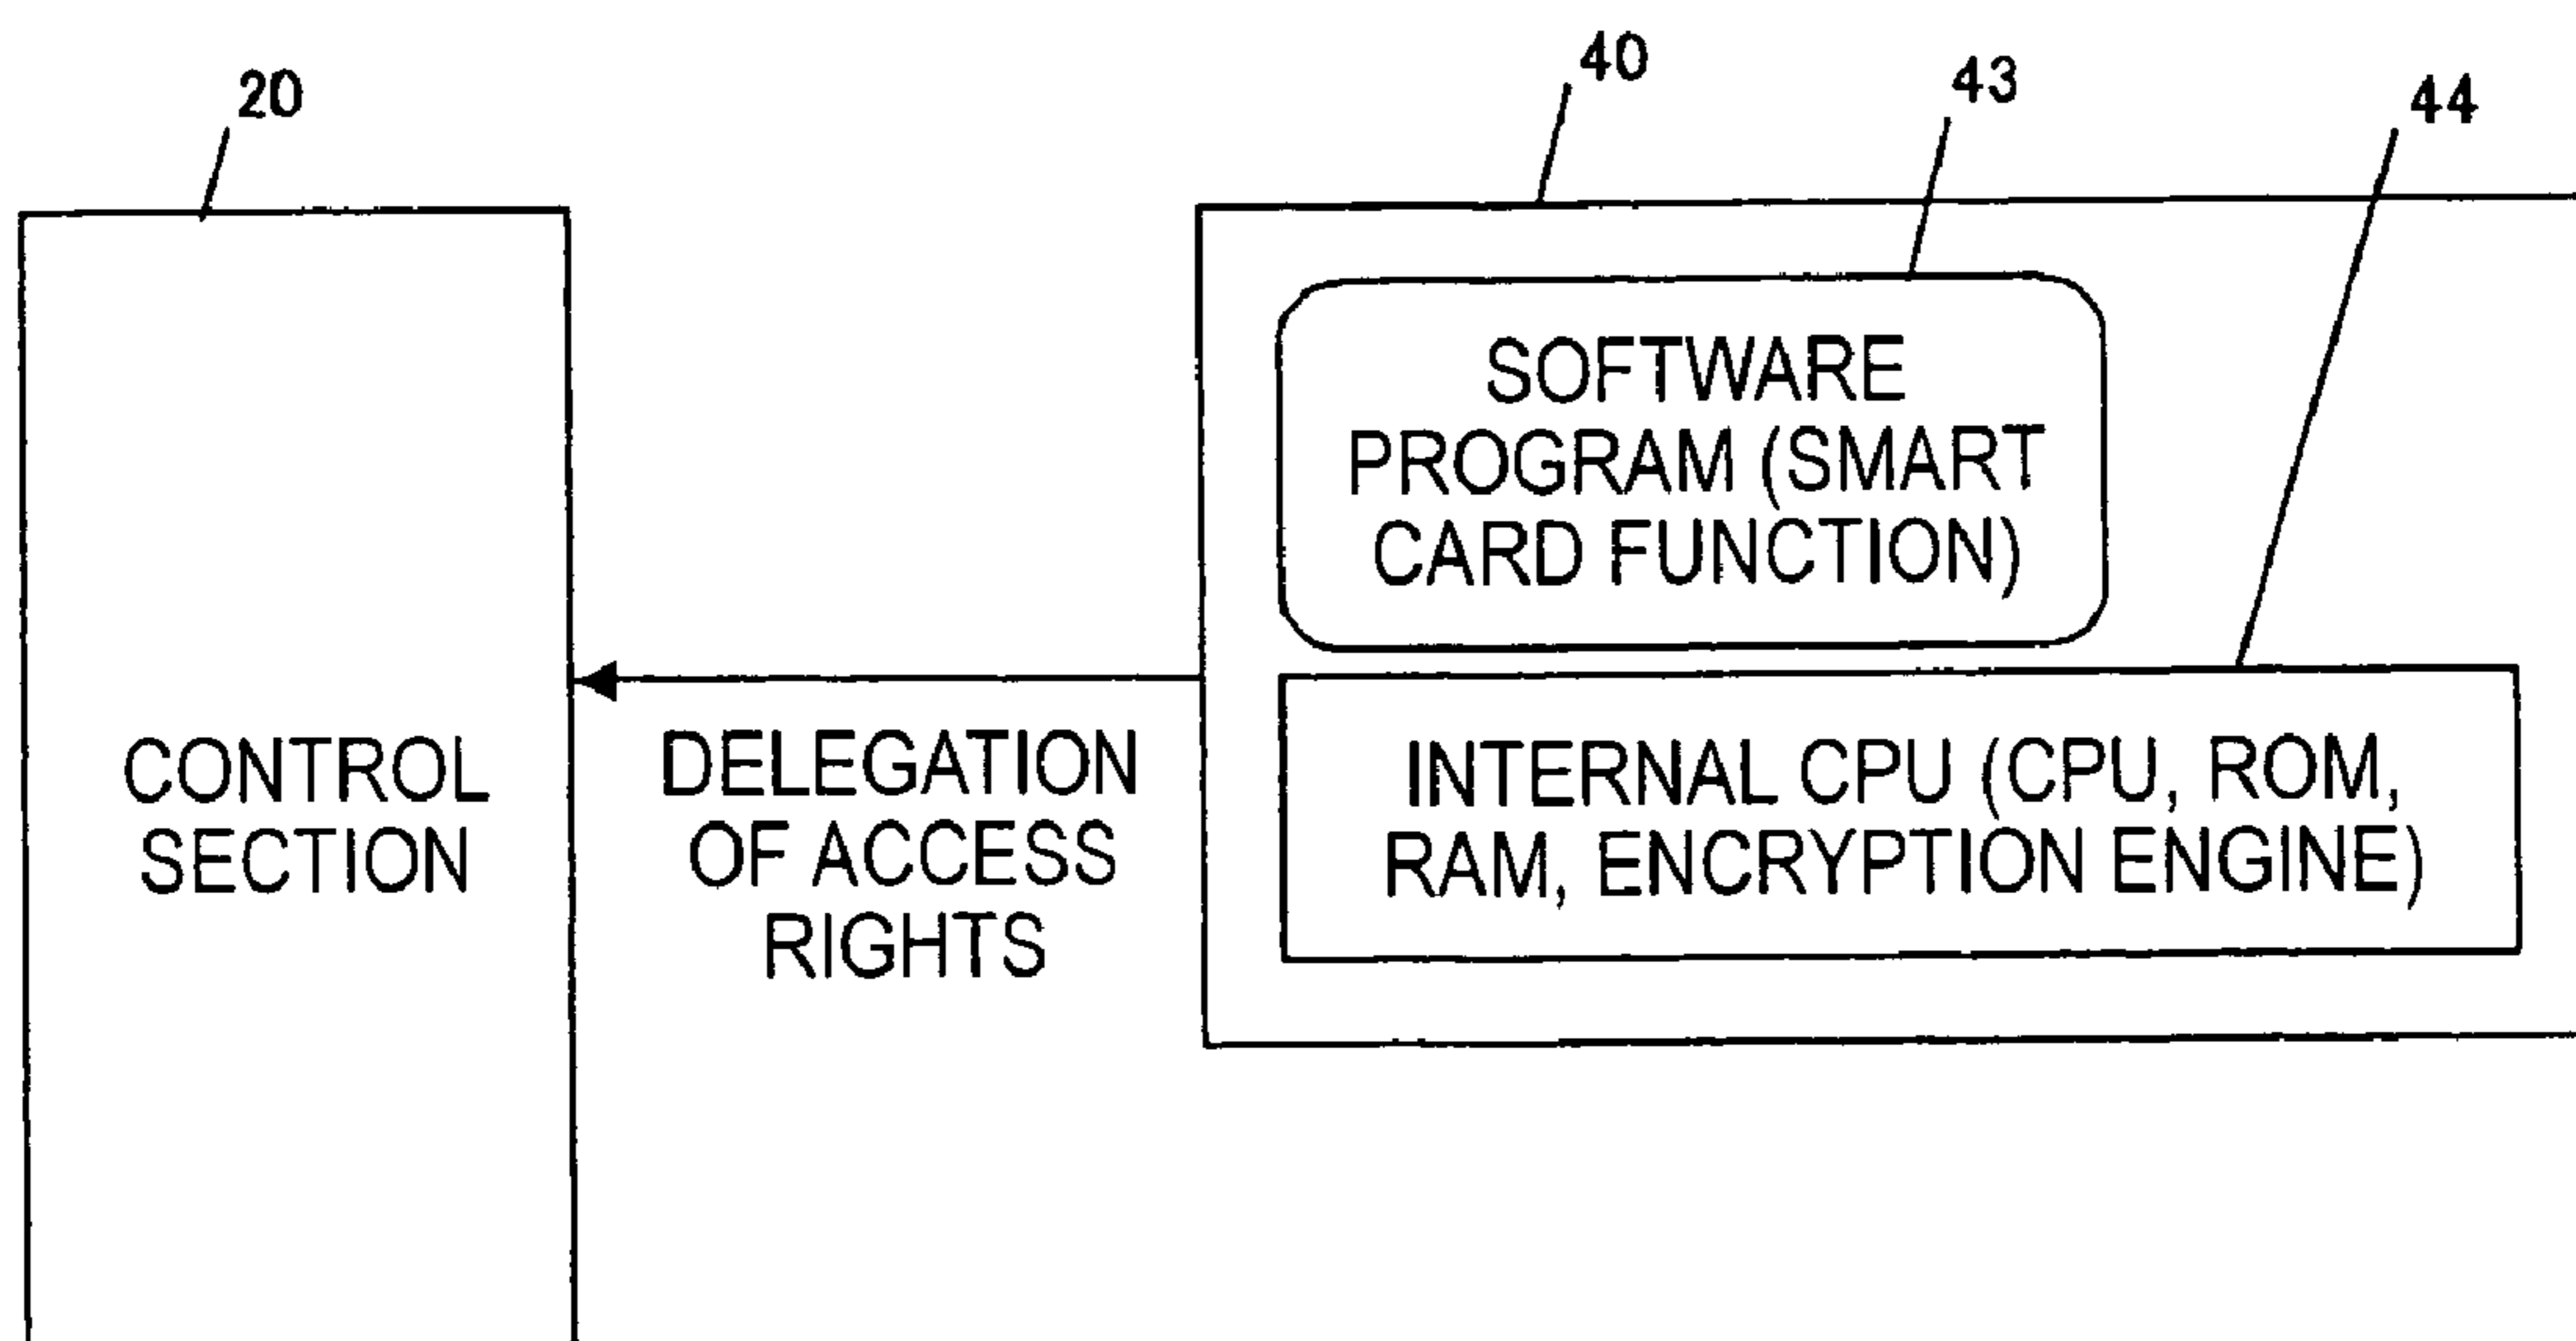 20
40
43
44
SOFTWARE
PROGRAM (SMART
CARD FUNCTION)
CONTROL
SECTION
DELEGATION
OF ACCESS
RIGHTS
INTERNAL CPU (CPU, ROM,
RAM, ENCRYPTION ENGINE)